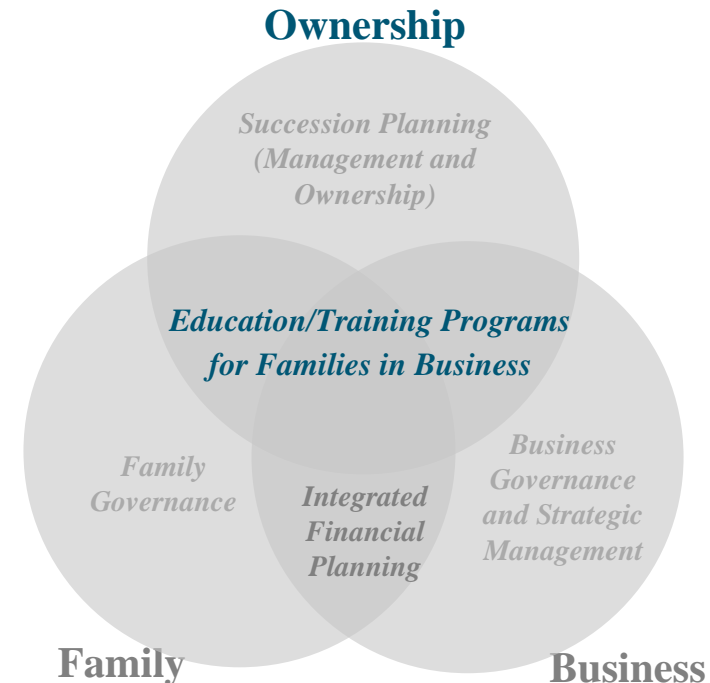 Ownership
Succession Planning
(Management and
Ownership)
Education/Training Programs
for Families in Business
Family
Governance
Integrated
Financial
Planning
Business
Governance
and Strategic
Management
Family
Business